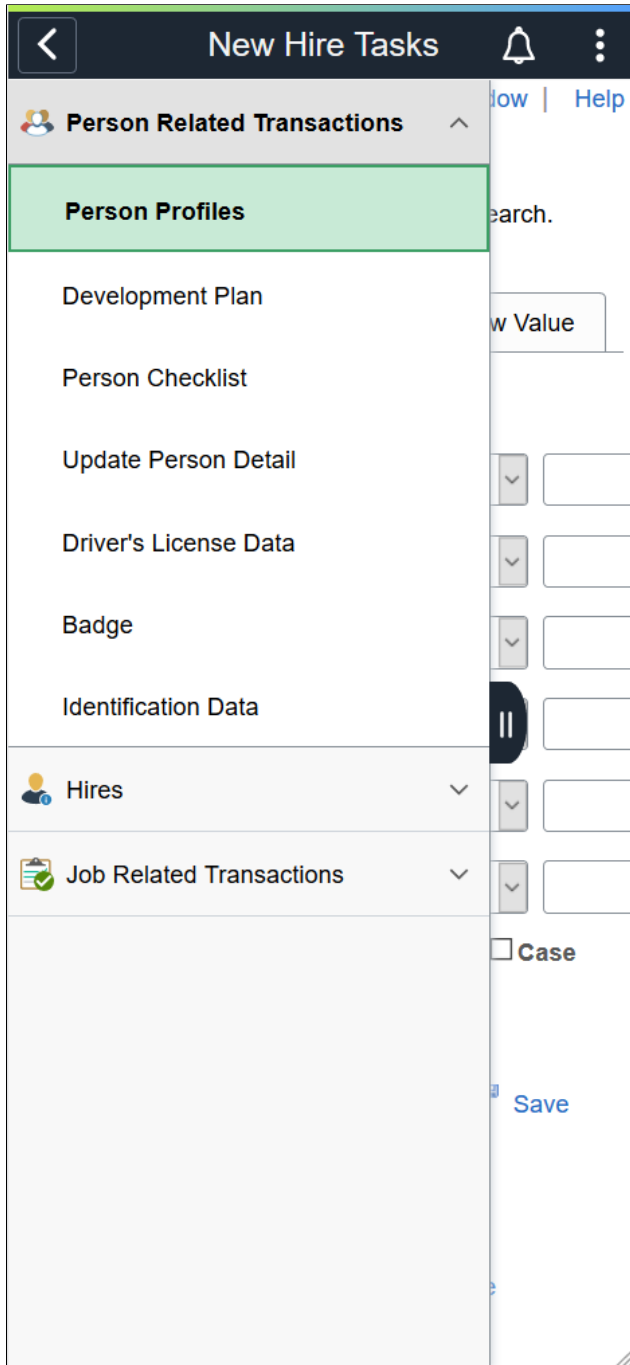 New Hire Tasks
Person Related Transactions
Help
Person Profiles
earch.
Development Plan
w Value
Person Checklist
Update Person Detail
Driver's License Data
Badge
Identification Data
Hires
Job Related Transactions
Case
Save